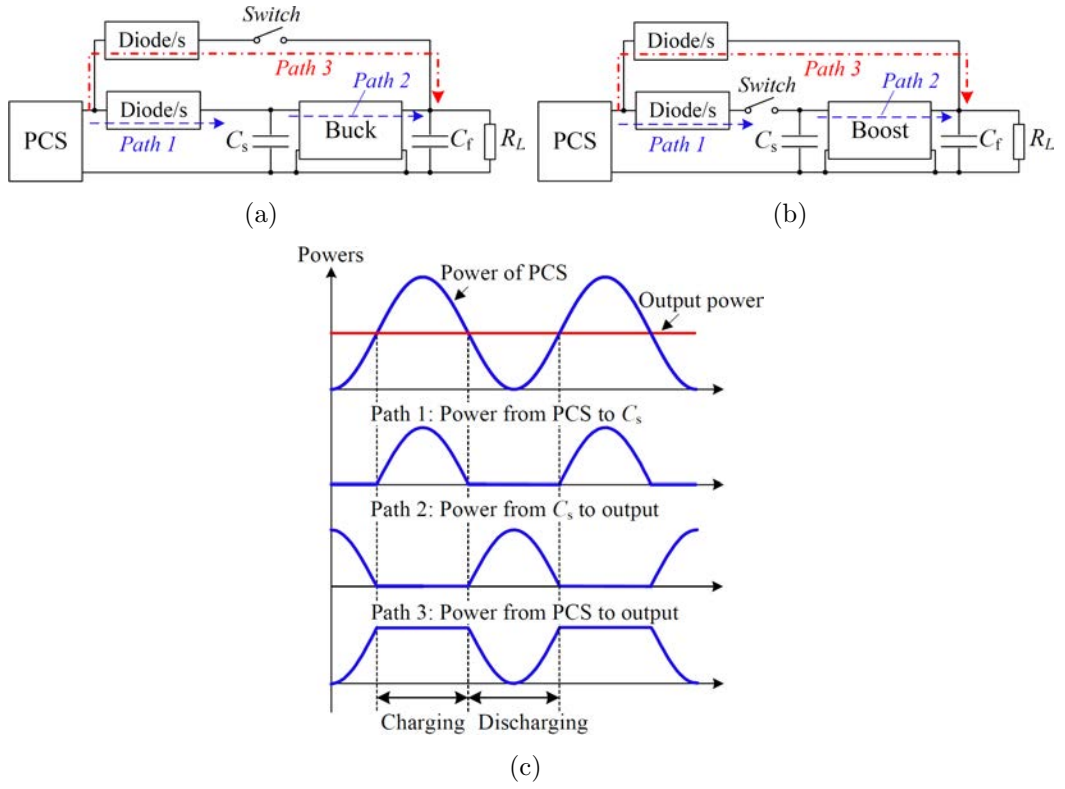 Switch
Diode/s
Path 3
Path 2
Diode/s
PCS
Path 1
Cs
Buck
Cf
RL
(a)
Diode/s
Path 3
Switch
Path 2
Diode/s
PCS
Path 1
Cs
Boost
Cf
RL
(b)
Powers
Power of PCS
Output power
Path 1: Power from PCS to Cs
Path 2: Power from Cs to output
Path 3: Power from PCS to output
Charging
Discharging
(c)